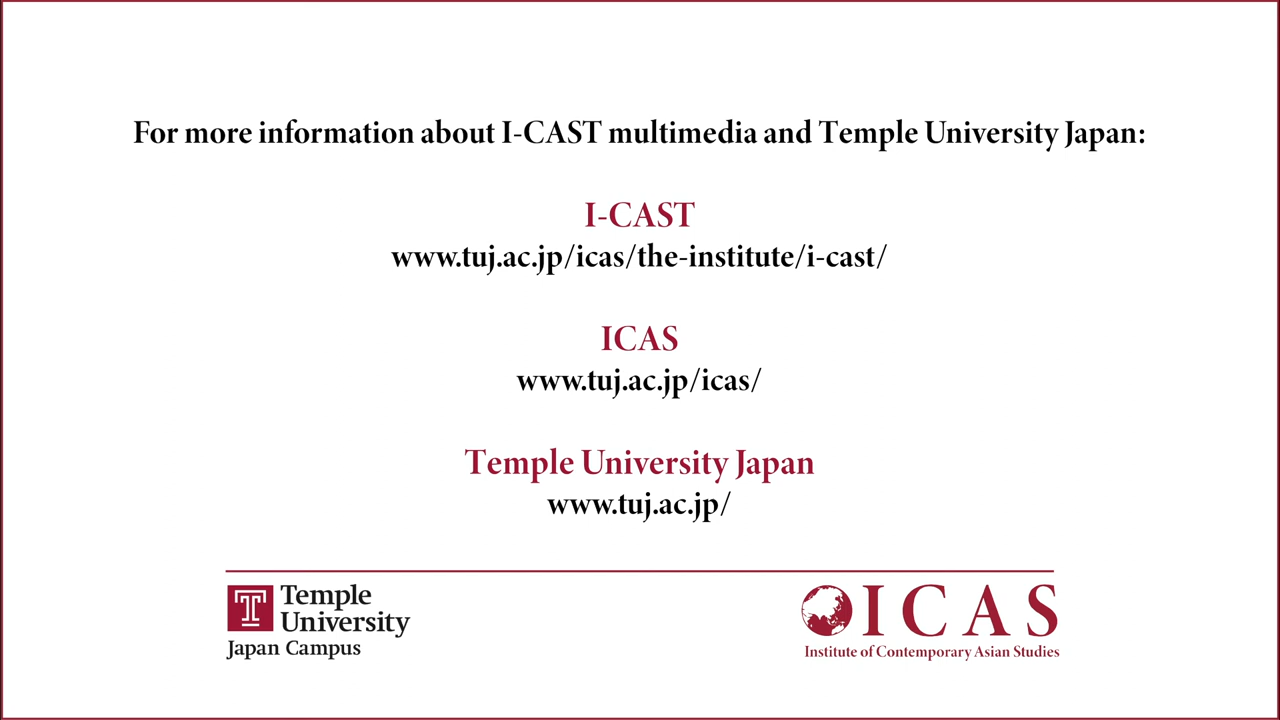 For more information about I-CAST multimedia and Temple University Japan:
I-CAST
www.tuj.ac.jp/icas/the-institute/i-cast/
ICAS
www.tuj.ac.jp/icas/
Temple University Japan
www.tuj.ac.jp/
T Temple
University
Japan Campus
ICAS
Institute of Contemporary Asian Studies